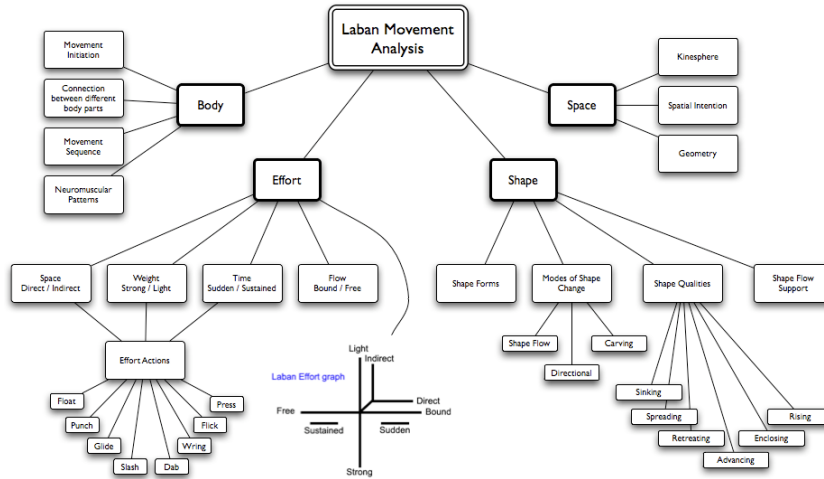 Laban Movement
Analysis
Movement
Initiation
Connection
between different
body parts
Movement
Sequence
Neuromuscular
Patterns
Body
Space
Kinesphere
Spatial Intention
Geometry
Effort
Shape
Space
Direct / Indirect
Weight
Strong / Light
Time
Sudden / Sustained
Flow
Bound / Free
Shape Forms
Modes of Shape
Change
Shape Qualities
Shape Flow
Support
Effort Actions
Float
Punch
Glide
Slash
Dab
Wring
Flick
Press
Laban Effort graph
Light
Indirect
Direct
Free
Bound
Sustained
Sudden
Strong
Shape Flow
Directional
Carving
Sinking
Spreading
Retreating
Advancing
Enclosing
Rising